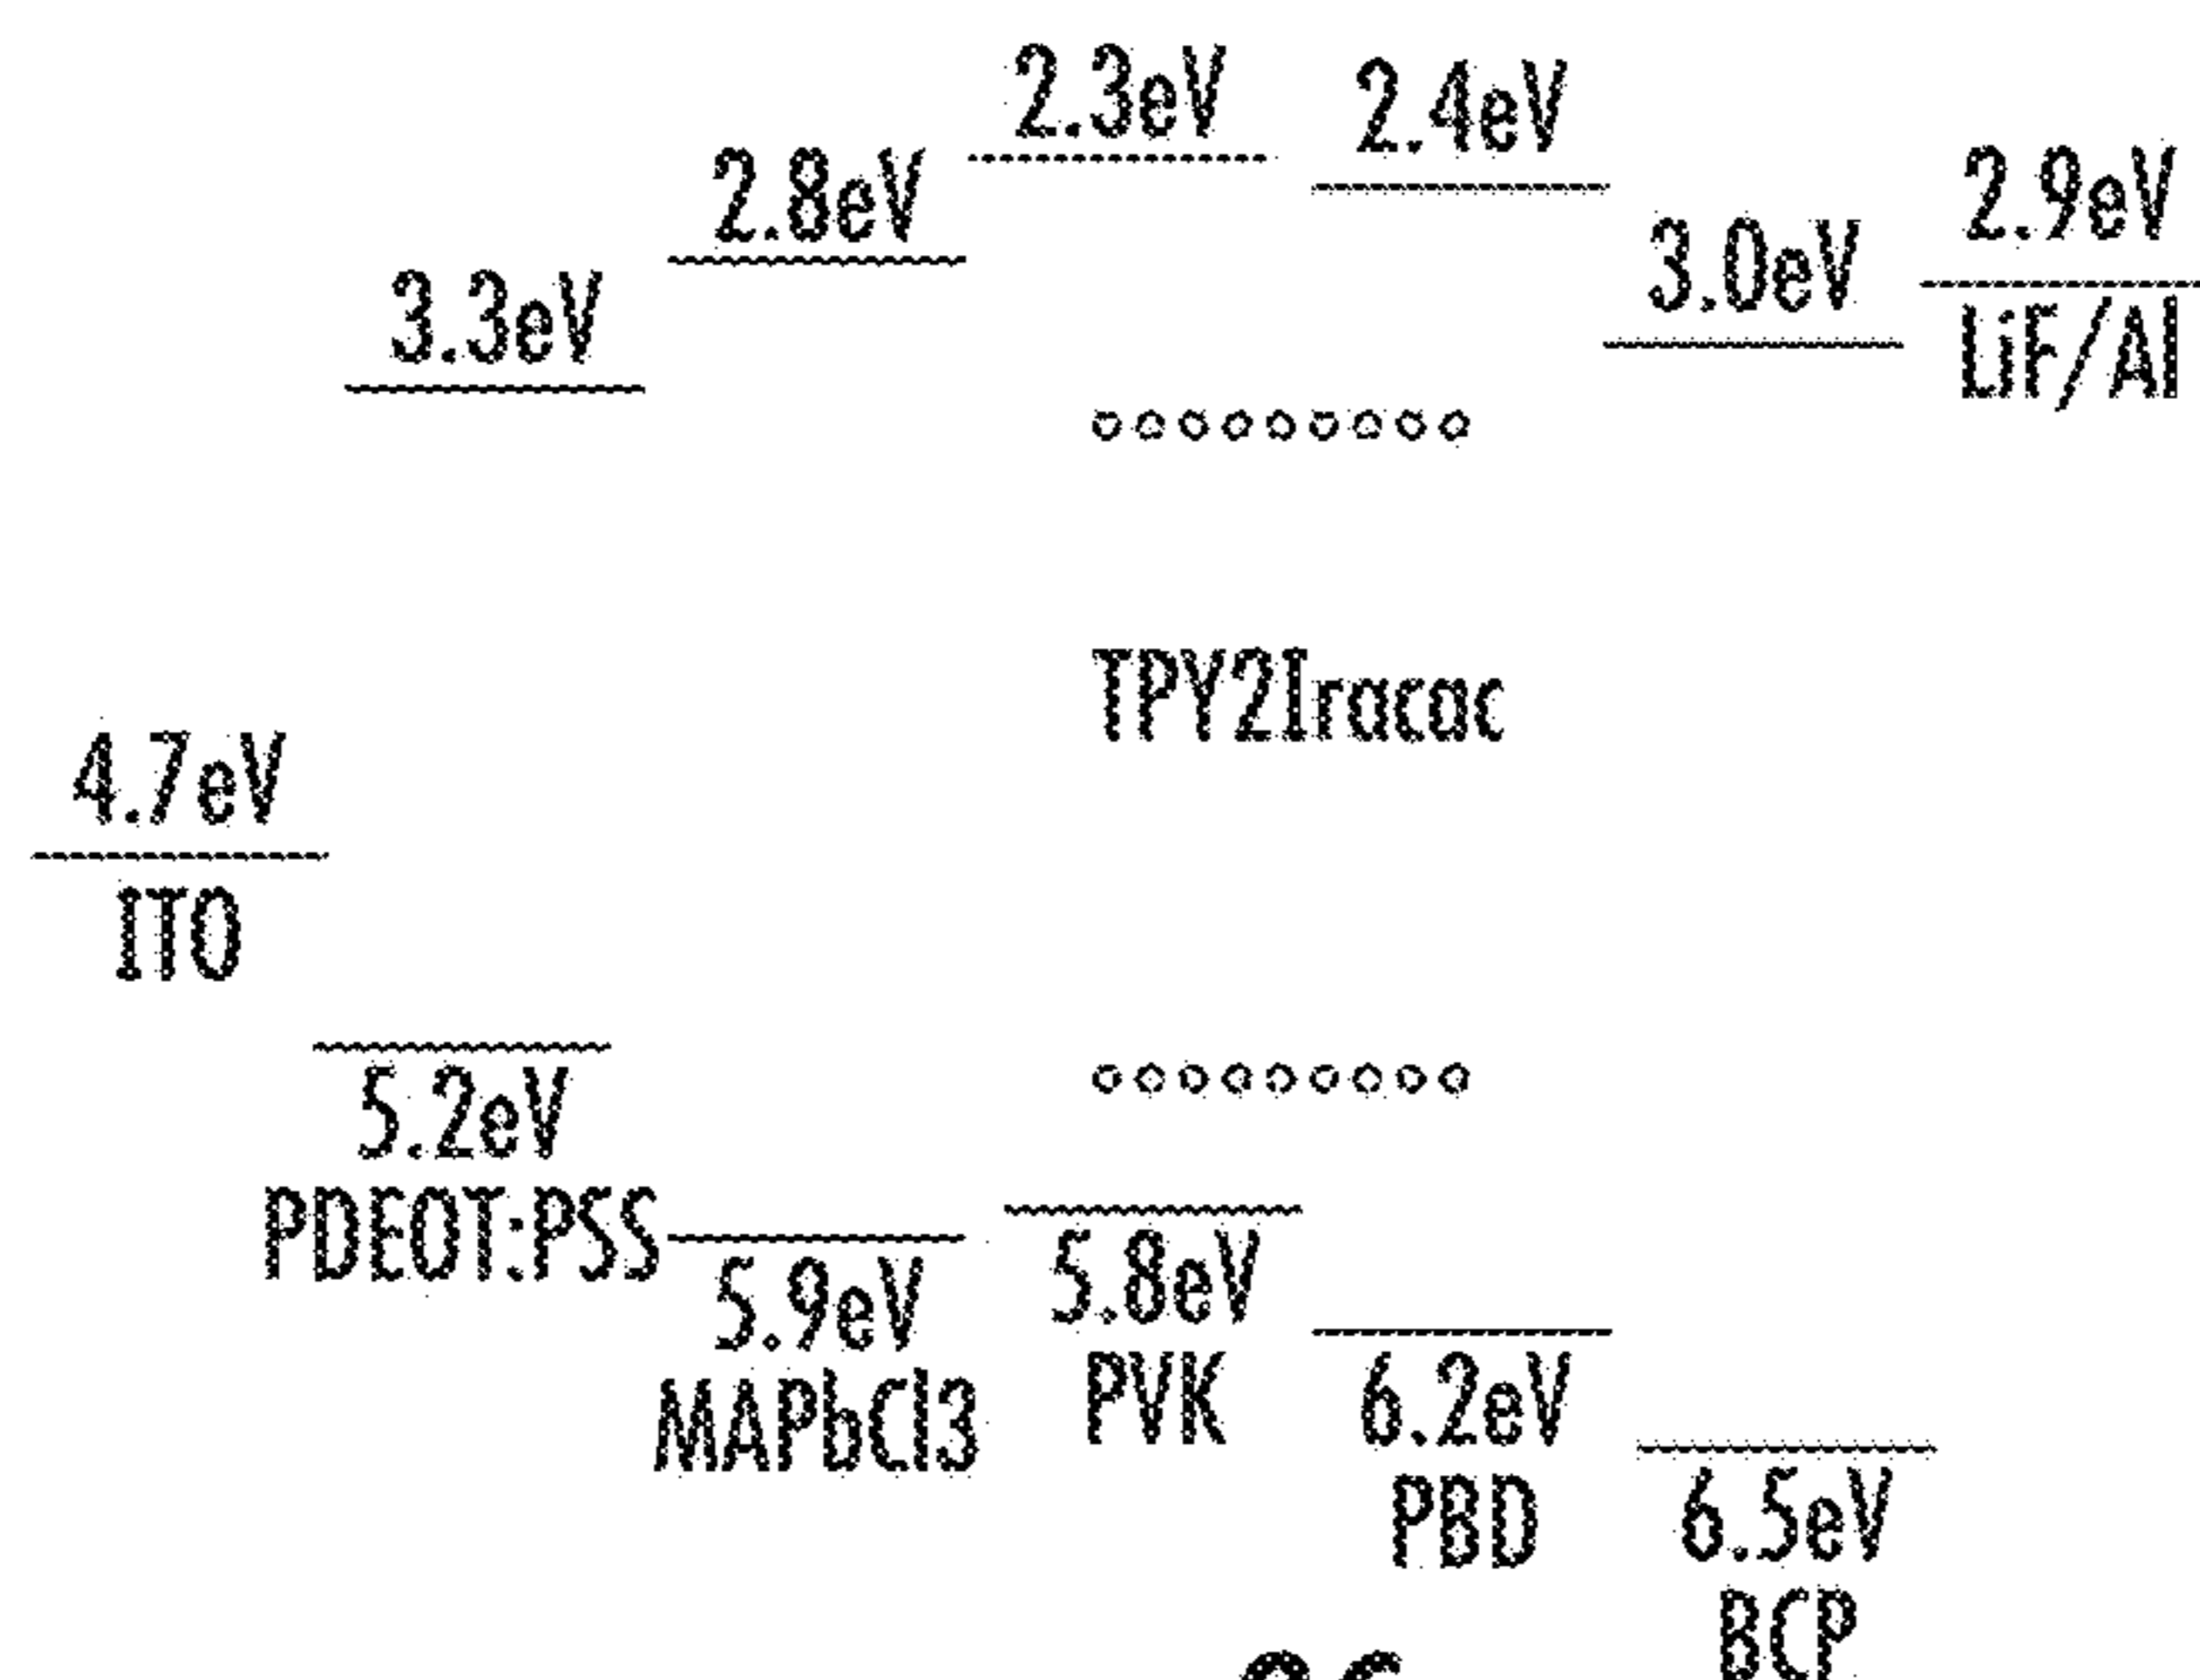 2.3eV
2.4eV
2.8eV
2.9eV
3.0eV
3.3eV
LiF/Al
TPY2Iracac
4.7eV
ITO
5.2eV
PDEOT:PSS
5.9eV
5.8eV
MAPbCl3
PVK
6.2eV
PBD
6.5eV
BCP